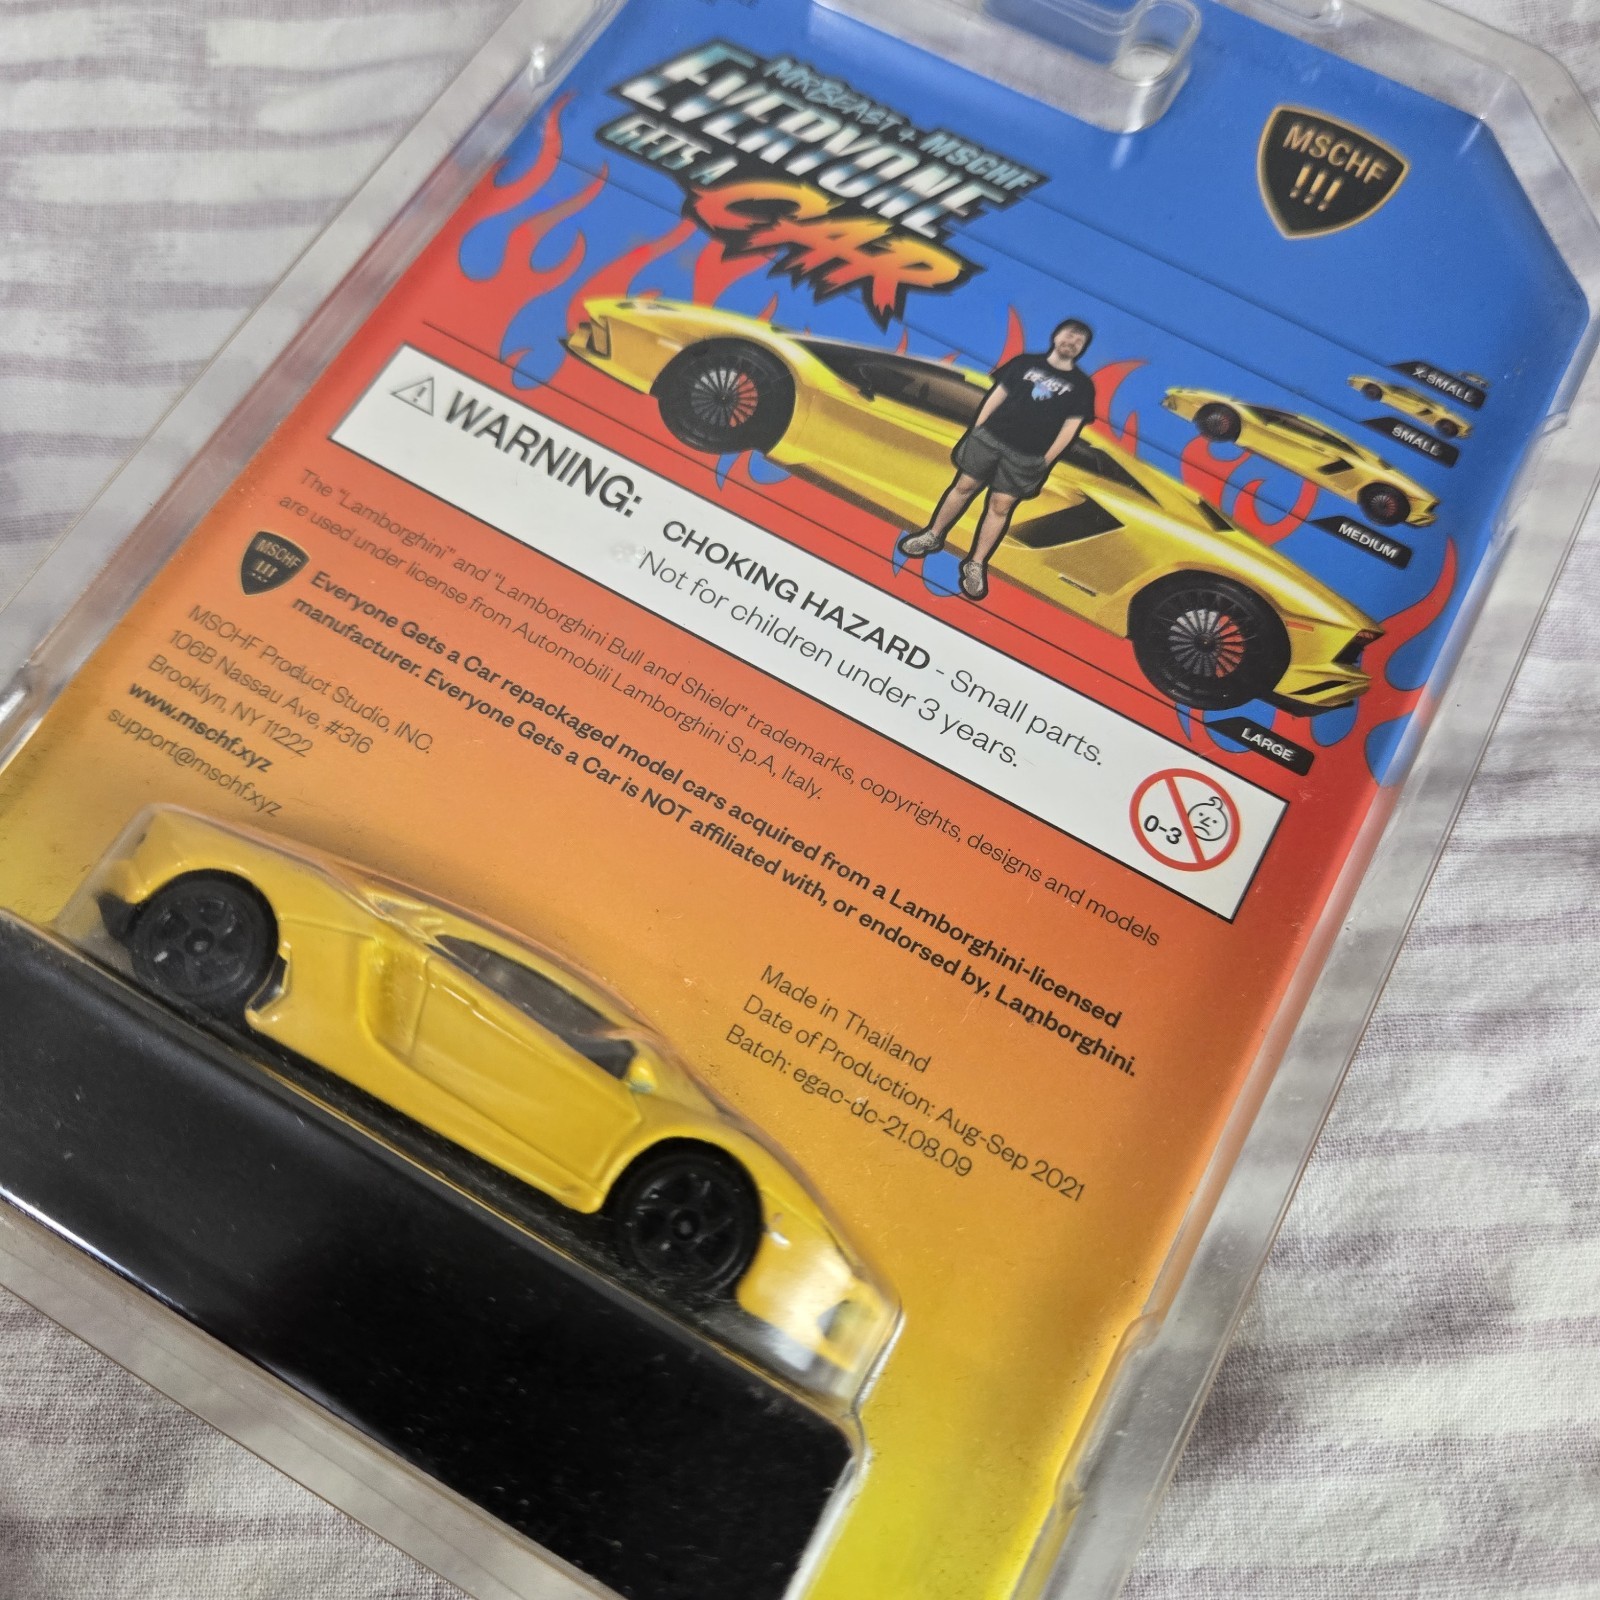 MRBEAST + MSCHF
EVERYONE
GETS A
CAR
MSCHF
!!!
BEAST
X-SMALL
SMALL
MEDIUM
LARGE
WARNING:
CHOKING HAZARD - Small parts.
Not for children under 3 years.
0-3
The "Lamborghini" and "Lamborghini Bull and Shield" trademarks, copyrights, designs and models
are used under license from Automobili Lamborghini S.p.A, Italy.
MSCHF
!!!
Everyone Gets a Car repackaged model cars acquired from a Lamborghini-licensed
manufacturer. Everyone Gets a Car is NOT affiliated with, or endorsed by, Lamborghini.
MSCHF Product Studio, INC.
106B Nassau Ave, #316
Brooklyn, NY 11222
www.mschf.xyz
support@mschf.xyz
Made in Thailand
Date of Production: Aug-Sep 2021
Batch: egac-dc-21.08.09